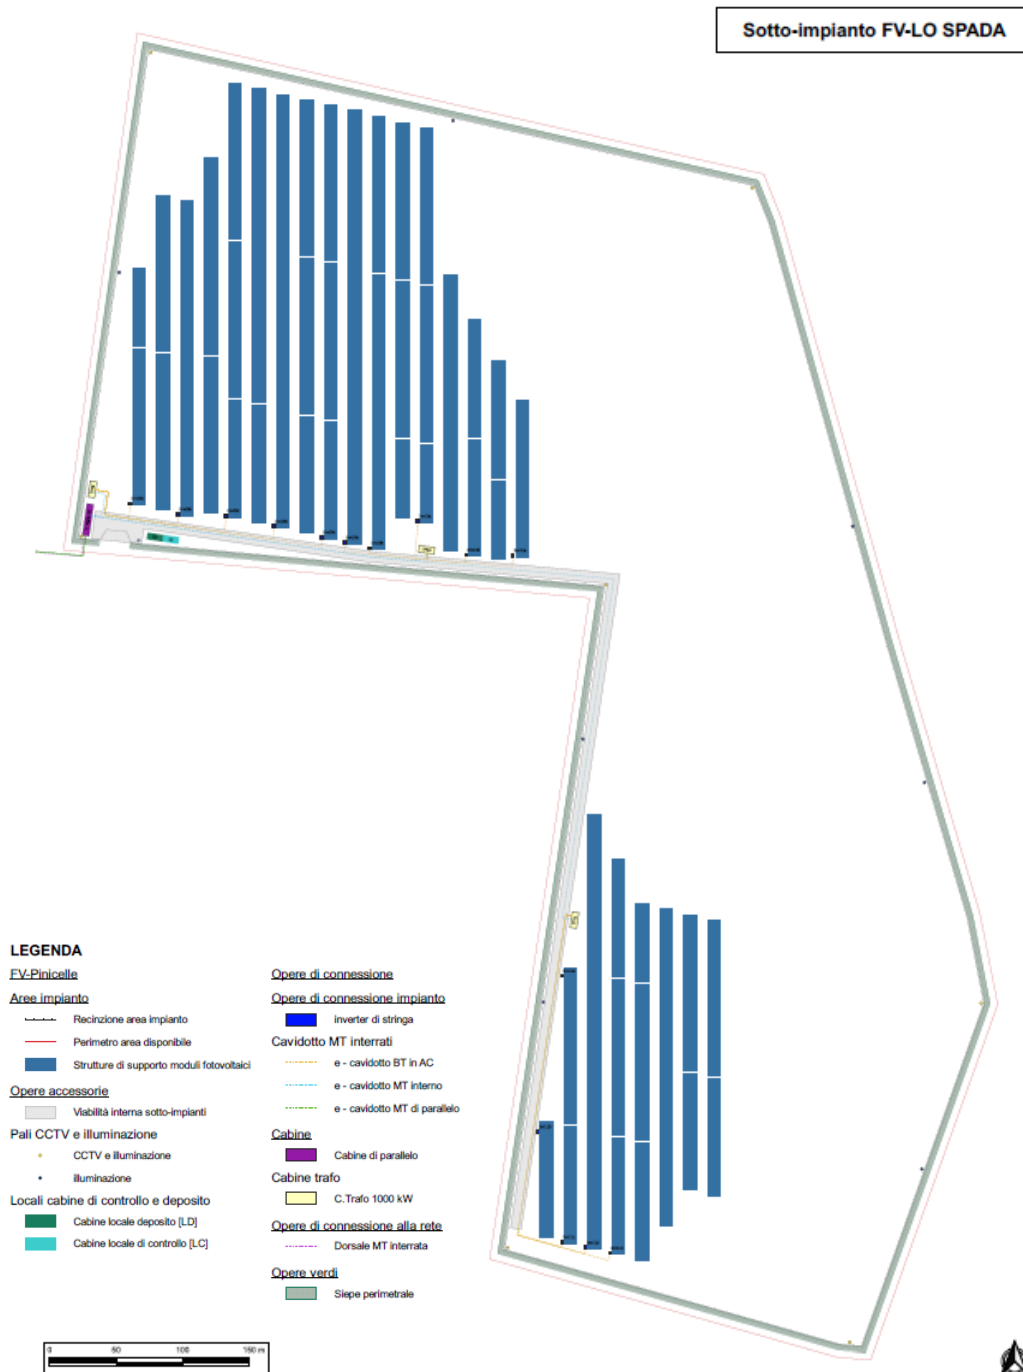 Sotto-impianto FV-LO SPADA
LEGENDA
FV-Pinicelle
Aree impianto
Recinzione area impianto
Perimetro area disponibile
Strutture di supporto moduli fotovoltaici
Opere accessorie
Viabilità interna sotto-impianti
Pali CCTV e illuminazione
CCTV e illuminazione
illuminazione
Locali cabine di controllo e deposito
Cabine locale deposito [LD]
Cabine locale di controllo [LC]
Opere di connessione
Opere di connessione impianto
inverter di stringa
Cavidotto MT interrati
e - cavidotto BT in AC
e - cavidotto MT interno
e - cavidotto MT di parallelo
Cabine
Cabine di parallelo
Cabine trafo
C.Trafo 1000 kW
Opere di connessione alla rete
Dorsale MT interrata
Opere verdi
Siepe perimetrale
0 50 100 150 m